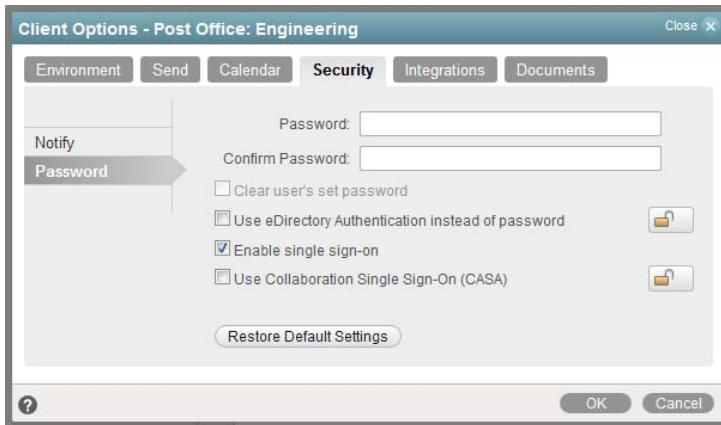 Client Options - Post Office: Engineering
Close
Environment Send Calendar Security Integrations Documents
Notify
Password
Password:
Confirm Password:
Clear user's set password
Use eDirectory Authentication instead of password
Enable single sign-on
Use Collaboration Single Sign-On (CASA)
Restore Default Settings
?
OK Cancel